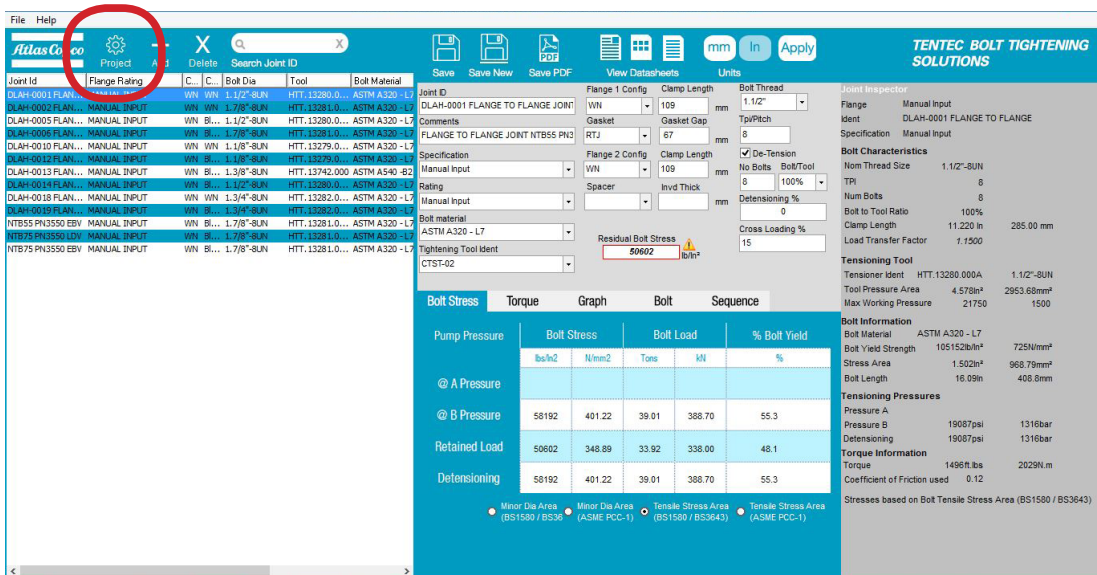 File Help
Atlas Copco
Project Add Delete Search Joint ID
X
Save Save New Save PDF View Datasheets Units
PDF
mm In Apply
TENTEC BOLT TIGHTENING
SOLUTIONS
Joint Id Flange Rating C... C... Bolt Dia Tool Bolt Material
DLAH-0001 FLAN... MANUAL INPUT WN WN 1.1/2"-8UN HTT.13280.0... ASTM A320 - L7
DLAH-0002 FLAN... MANUAL INPUT WN WN 1.7/8"-8UN HTT.13281.0... ASTM A320 - L7
DLAH-0005 FLAN... MANUAL INPUT WN Bl... 1.1/2"-8UN HTT.13280.0... ASTM A320 - L7
DLAH-0006 FLAN... MANUAL INPUT WN Bl... 1.7/8"-8UN HTT.13281.0... ASTM A320 - L7
DLAH-0010 FLAN... MANUAL INPUT WN WN 1.1/8"-8UN HTT.13279.0... ASTM A320 - L7
DLAH-0012 FLAN... MANUAL INPUT WN Bl... 1.1/8"-8UN HTT.13279.0... ASTM A320 - L7
DLAH-0013 FLAN... MANUAL INPUT WN Bl... 1.3/8"-8UN HTT.13742.000 ASTM A540 -B2
DLAH-0014 FLAN... MANUAL INPUT WN Bl... 1.1/2"-8UN HTT.13280.0... ASTM A320 - L7
DLAH-0018 FLAN... MANUAL INPUT WN WN 1.3/4"-8UN HTT.13282.0... ASTM A320 - L7
DLAH-0019 FLAN... MANUAL INPUT WN Bl... 1.3/4"-8UN HTT.13282.0... ASTM A320 - L7
NTB55 PN3550 EBV MANUAL INPUT WN Bl... 1.7/8"-8UN HTT.13281.0... ASTM A320 - L7
NTB75 PN3550 LDV MANUAL INPUT WN Bl... 1.7/8"-8UN HTT.13281.0... ASTM A320 - L7
NTB75 PN3550 EBV MANUAL INPUT WN Bl... 1.7/8"-8UN HTT.13281.0... ASTM A320 - L7
Joint ID Flange 1 Config Clamp Length Bolt Thread
DLAH-0001 FLANGE TO FLANGE JOINT WN 109 mm 1.1/2"
Comments Gasket Gasket Gap Tpi/Pitch
FLANGE TO FLANGE JOINT NTB55 PN3 RTJ 67 mm 8
Specification Flange 2 Config Clamp Length De-Tension
Manual Input WN 109 mm No Bolts Bolt/Tool
8 100%
Rating Spacer Invd Thick
Manual Input mm Detensioning %
0
Bolt material
ASTM A320 - L7 Cross Loading %
15
Residual Bolt Stress
50602 lb/In²
Tightening Tool Ident
CTST-02
Bolt Stress Torque Graph Bolt Sequence
Pump Pressure Bolt Stress Bolt Load % Bolt Yield
lbs/In2 N/mm2 Tons kN %
@ A Pressure
@ B Pressure 58192 401.22 39.01 388.70 55.3
Retained Load 50602 348.89 33.92 338.00 48.1
Detensioning 58192 401.22 39.01 388.70 55.3
Minor Dia Area Minor Dia Area Tensile Stress Area Tensile Stress Area
(BS1580 / BS36 (ASME PCC-1) (BS1580 / BS3643) (ASME PCC-1)
Joint Inspector
Flange Manual Input
Ident DLAH-0001 FLANGE TO FLANGE
Specification Manual Input
Bolt Characteristics
Nom Thread Size 1.1/2"-8UN
TPI 8
Num Bolts 8
Bolt to Tool Ratio 100%
Clamp Length 11.220 In 285.00 mm
Load Transfer Factor 1.1500
Tensioning Tool
Tensioner Ident HTT.13280.000A 1.1/2"-8UN
Tool Pressure Area 4.578In² 2953.68mm²
Max Working Pressure 21750 1500
Bolt Information
Bolt Material ASTM A320 - L7
Bolt Yield Strength 105152lb/In² 725N/mm²
Stress Area 1.502In² 968.79mm²
Bolt Length 16.09In 408.8mm
Tensioning Pressures
Pressure A
Pressure B 19087psi 1316bar
Detensioning 19087psi 1316bar
Torque Information
Torque 1496ft.lbs 2029N.m
Coefficient of Friction used 0.12
Stresses based on Bolt Tensile Stress Area (BS1580 / BS3643)